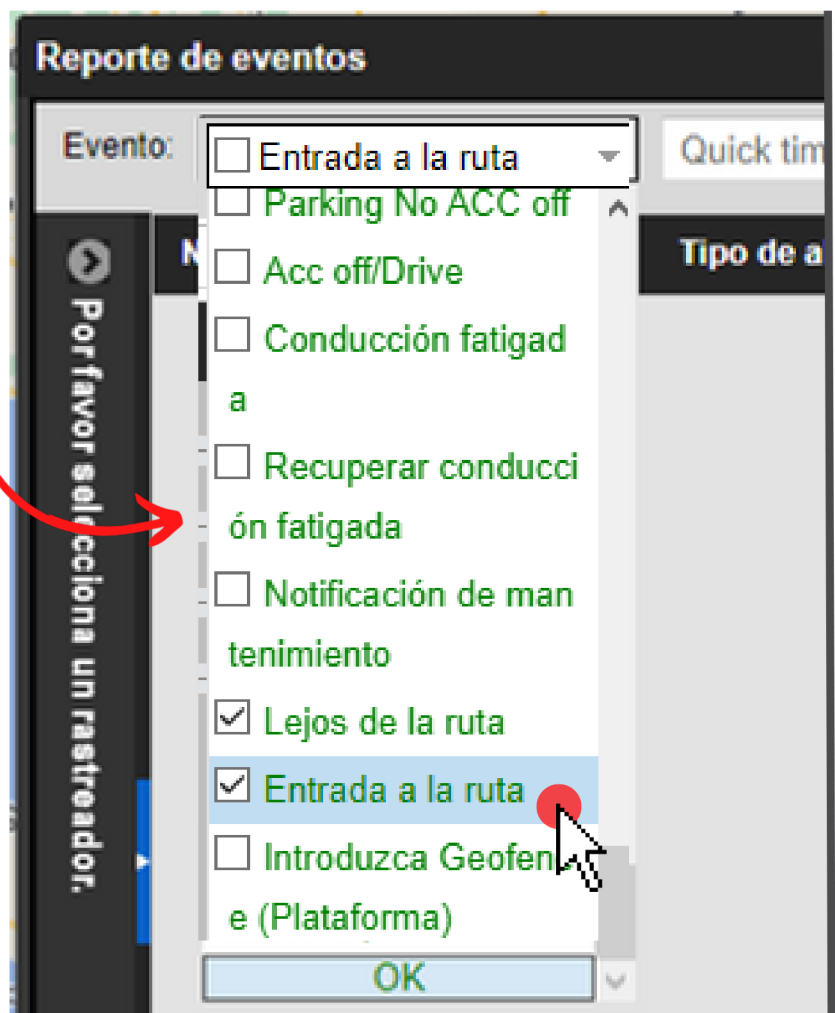 Reporte de eventos
Evento:
Entrada a la ruta
Quick tim
Parking No ACC off
N
Tipo de a
Acc off/Drive
Conducción fatigad
a
Recuperar conducci
ón fatigada
Notificación de man
tenimiento
Lejos de la ruta
Entrada a la ruta
Introduzca Geofenc
e (Plataforma)
OK
Por favor selecciona un rastreador.